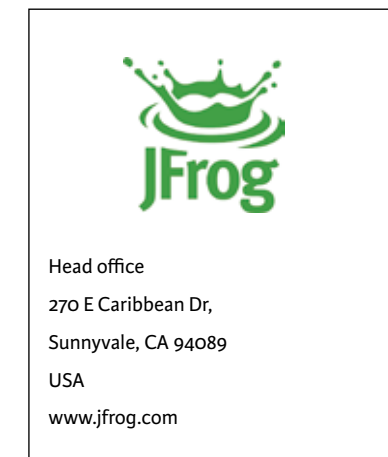 JFrog
Head office
270 E Caribbean Dr,
Sunnyvale, CA 94089
USA
www.jfrog.com